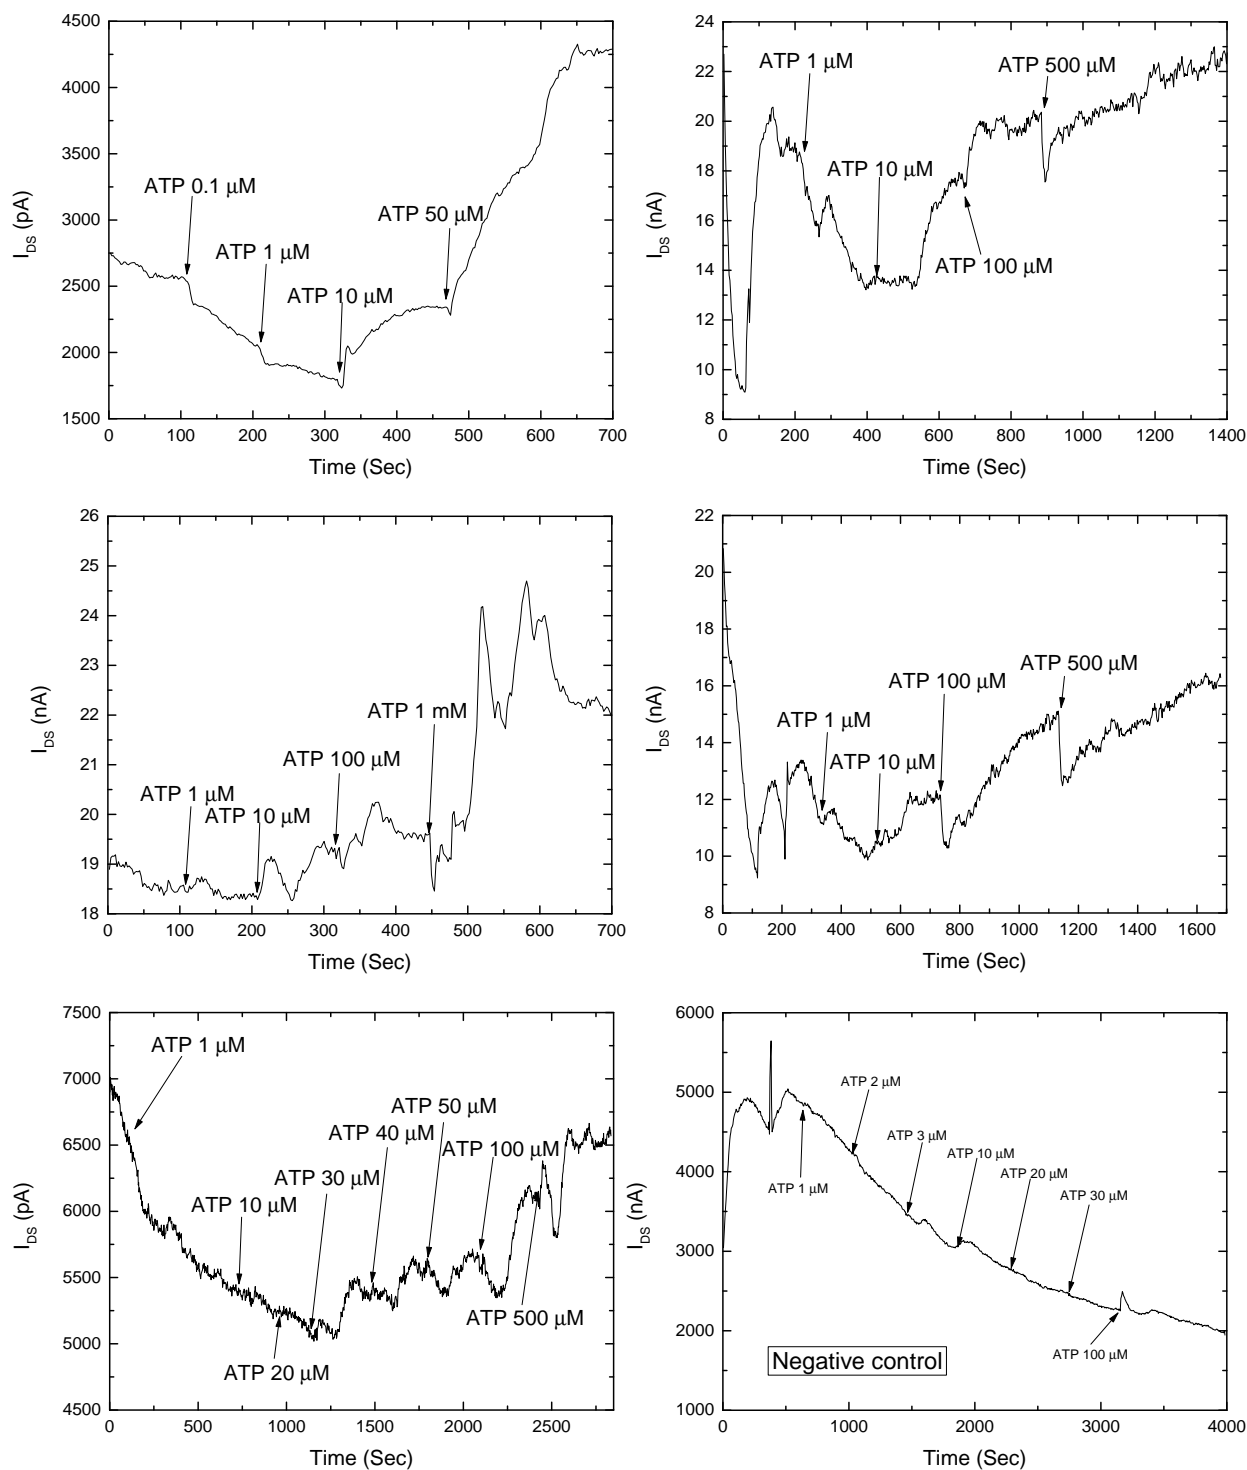 4500
4000
3500
3000
2500
2000
1500
I_DS (pA)
ATP 0.1 μM
ATP 1 μM
ATP 10 μM
ATP 50 μM
0 100 200 300 400 500 600 700
Time (Sec)
24
22
20
18
16
14
12
10
8
I_DS (nA)
ATP 1 μM
ATP 500 μM
ATP 10 μM
ATP 100 μM
0 200 400 600 800 1000 1200 1400
Time (Sec)
26
25
24
23
22
21
20
19
18
I_DS (nA)
ATP 1 mM
ATP 100 μM
ATP 1 μM
ATP 10 μM
0 100 200 300 400 500 600 700
Time (Sec)
22
20
18
16
14
12
10
8
I_DS (nA)
ATP 500 μM
ATP 100 μM
ATP 1 μM
ATP 10 μM
0 200 400 600 800 1000 1200 1400 1600
Time (Sec)
7500
7000
6500
6000
5500
5000
4500
I_DS (pA)
ATP 1 μM
ATP 50 μM
ATP 40 μM
ATP 100 μM
ATP 30 μM
ATP 10 μM
ATP 500 μM
ATP 20 μM
0 500 1000 1500 2000 2500
Time (Sec)
6000
5000
4000
3000
2000
1000
I_DS (nA)
ATP 2 μM
ATP 1 μM
ATP 3 μM
ATP 10 μM
ATP 20 μM
ATP 30 μM
ATP 100 μM
Negative control
0 1000 2000 3000 4000
Time (Sec)